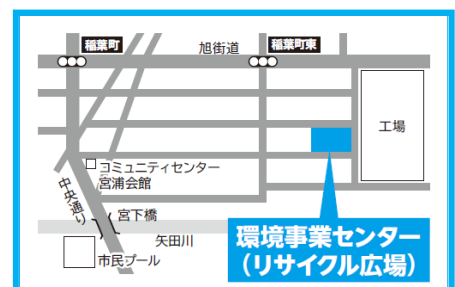 稲葉町
旭街道
稲葉町東
工場
コミュニティセンター
宮浦会館
中央通り
宮下橋
矢田川
市民プール
環境事業センター
（リサイクル広場）